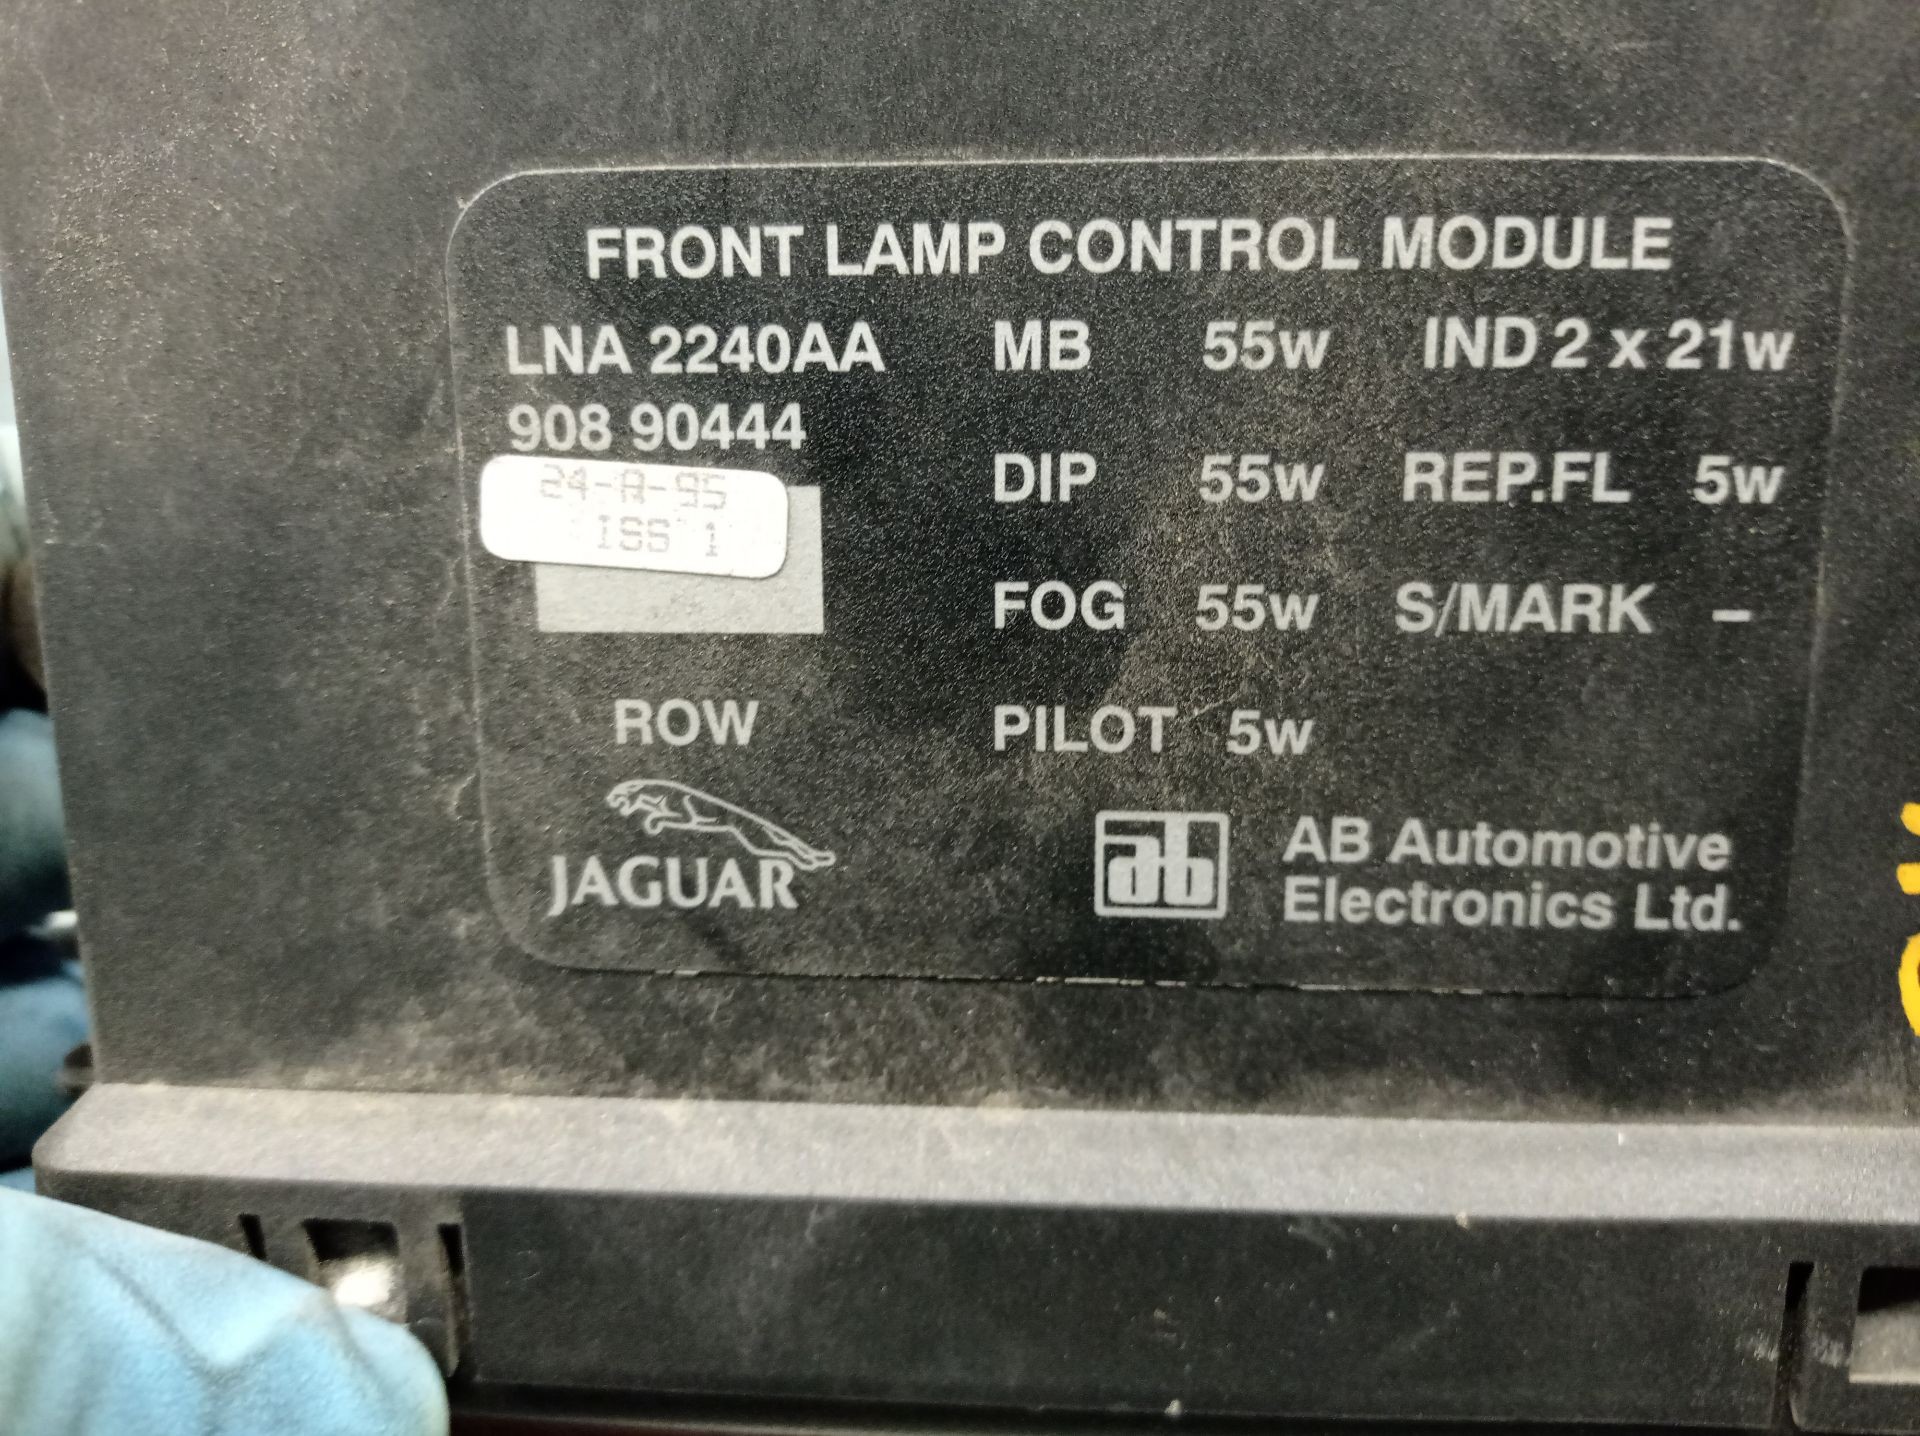 FRONT LAMP CONTROL MODULE
LNA 2240AA
908 90444
24-A-95
ISS 1
ROW
JAGUAR
MB 55w IND 2 x 21w
DIP 55w REP.FL 5w
FOG 55w S/MARK –
PILOT 5w
ab
AB Automotive
Electronics Ltd.